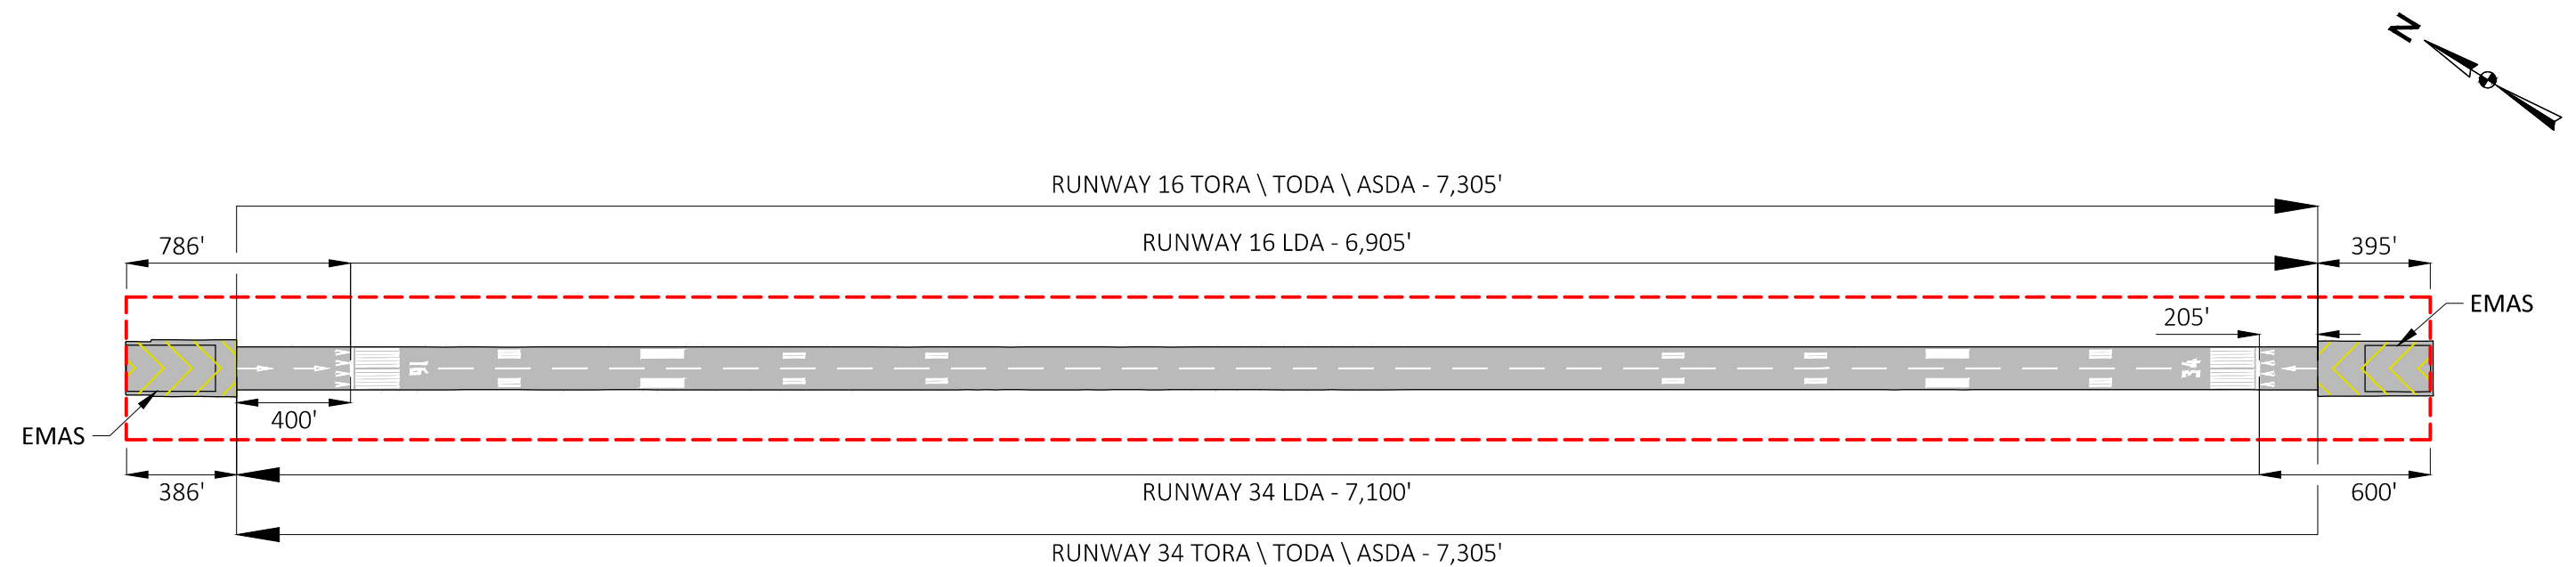 N
RUNWAY 16 TORA \ TODA \ ASDA - 7,305'
786'
RUNWAY 16 LDA - 6,905'
395'
EMAS
205'
16
34
400'
EMAS
386'
RUNWAY 34 LDA - 7,100'
600'
RUNWAY 34 TORA \ TODA \ ASDA - 7,305'